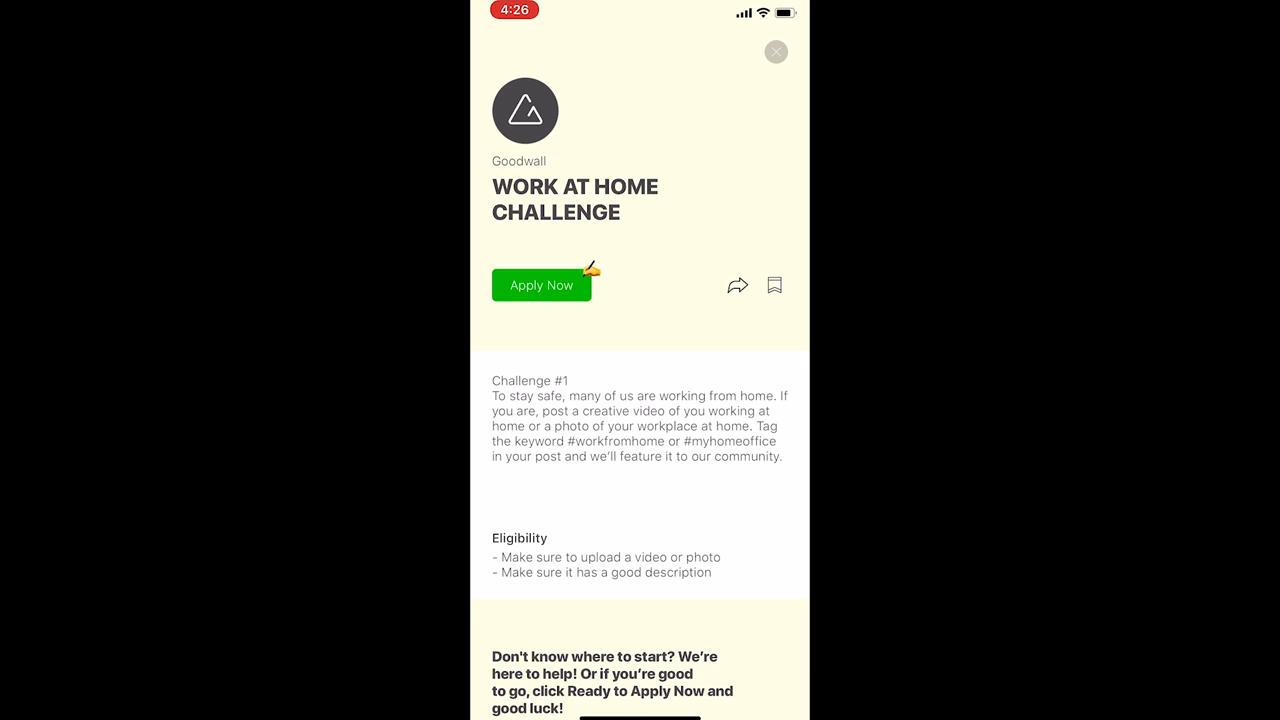 4:26
Goodwall
WORK AT HOME
CHALLENGE
Apply Now
Challenge #1
To stay safe, many of us are working from home. If
you are, post a creative video of you working at
home or a photo of your workplace at home. Tag
the keyword #workfromhome or #myhomeoffice
in your post and we’ll feature it to our community.
Eligibility
- Make sure to upload a video or photo
- Make sure it has a good description
Don't know where to start? We’re
here to help! Or if you’re good
to go, click Ready to Apply Now and
good luck!